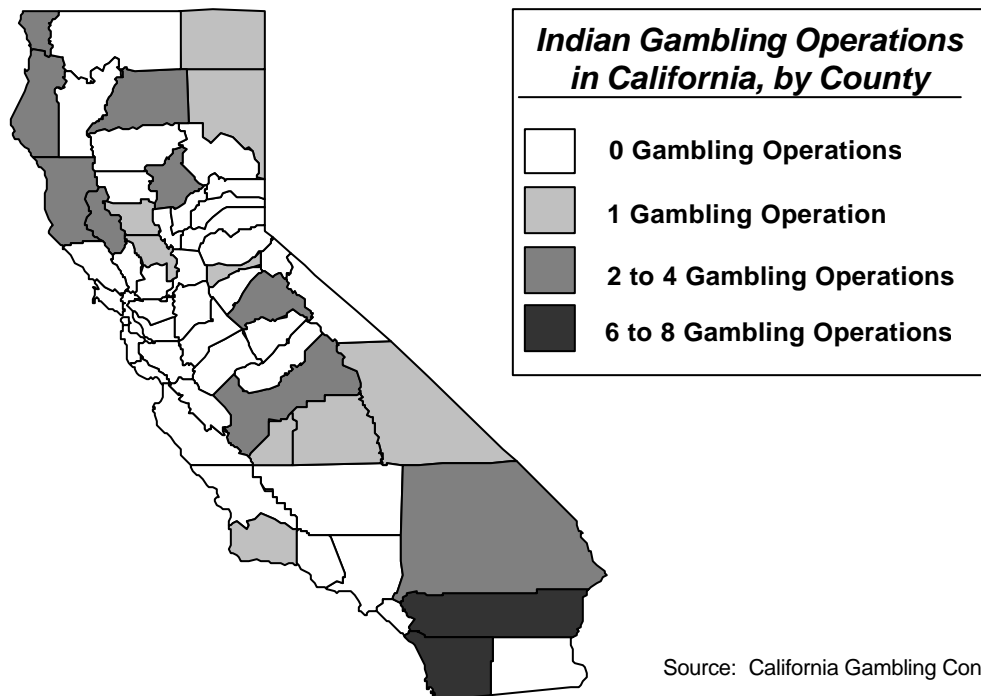 Indian Gambling Operations
in California, by County
0 Gambling Operations
1 Gambling Operation
2 to 4 Gambling Operations
6 to 8 Gambling Operations
Source: California Gambling Con